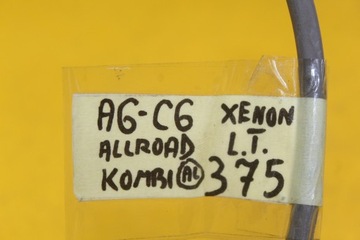 A6-C6 XENON
ALLROAD L.T.
KOMBI AL 375